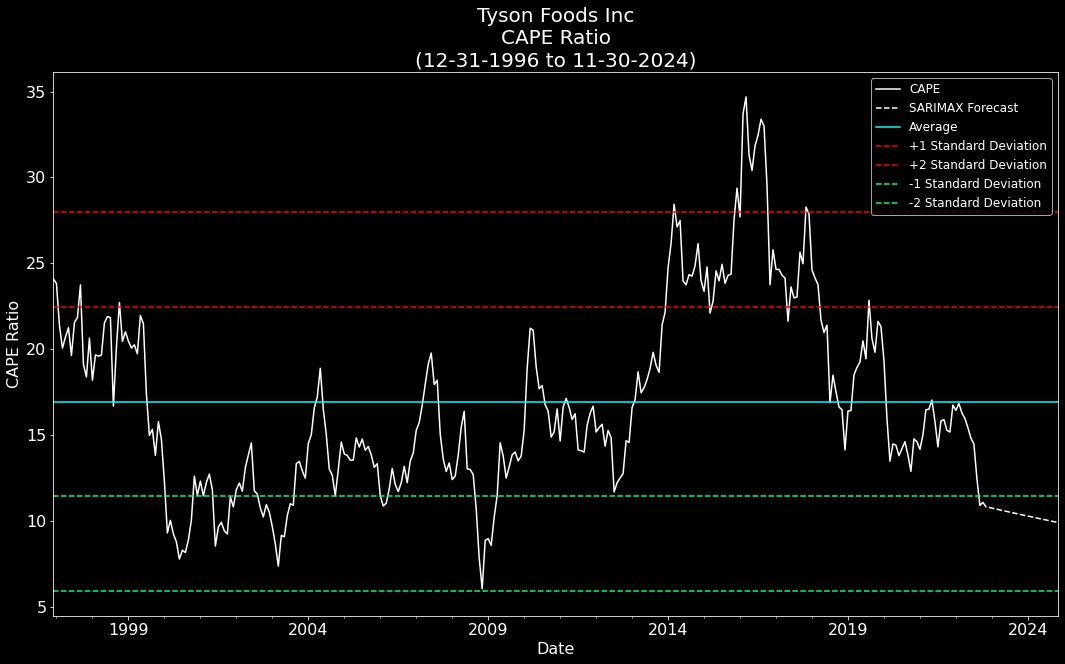 Tyson Foods Inc
CAPE Ratio
(12-31-1996 to 11-30-2024)
CAPE
SARIMAX Forecast
Average
+1 Standard Deviation
+2 Standard Deviation
-1 Standard Deviation
-2 Standard Deviation
CAPE Ratio
35
30
25
20
15
10
5
1999 2004 2009 2014 2019 2024
Date